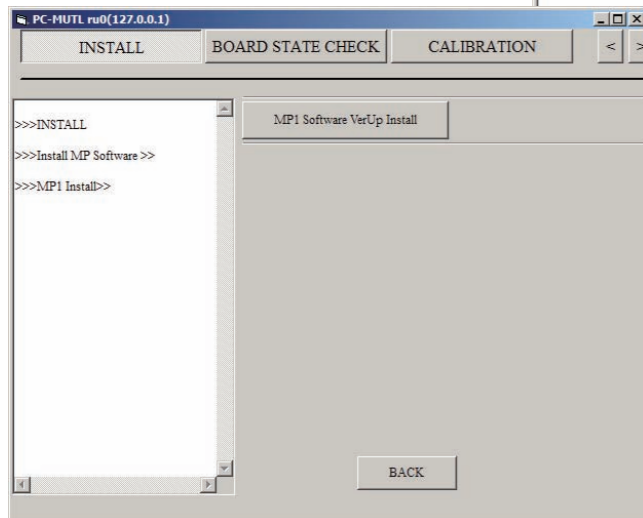 PC-MUTL ru0(127.0.0.1)
INSTALL BOARD STATE CHECK CALIBRATION < >
>>>INSTALL
MP1 Software VerUp Install
>>>Install MP Software >>
>>>MP1 Install>>
BACK